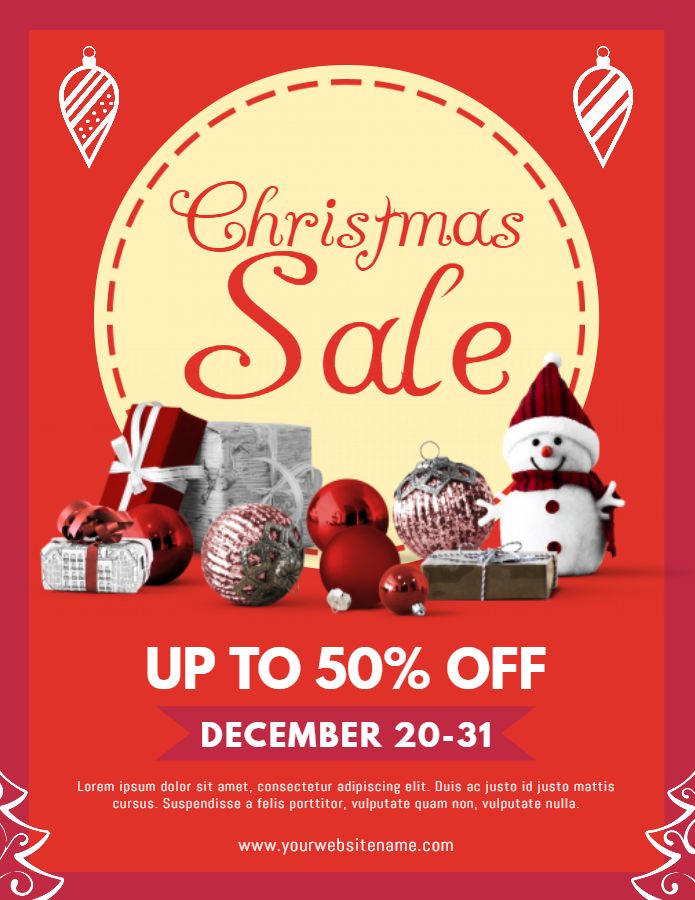 Christmas
Sale
UP TO 50% OFF
DECEMBER 20-31
Lorem ipsum dolor sit amet, consectetur adipiscing elit. Duis ac justo id justo mattis
cursus. Suspendisse a felis porttitor, vulputate quam non, vulputate nulla.
www.yourwebsitename.com